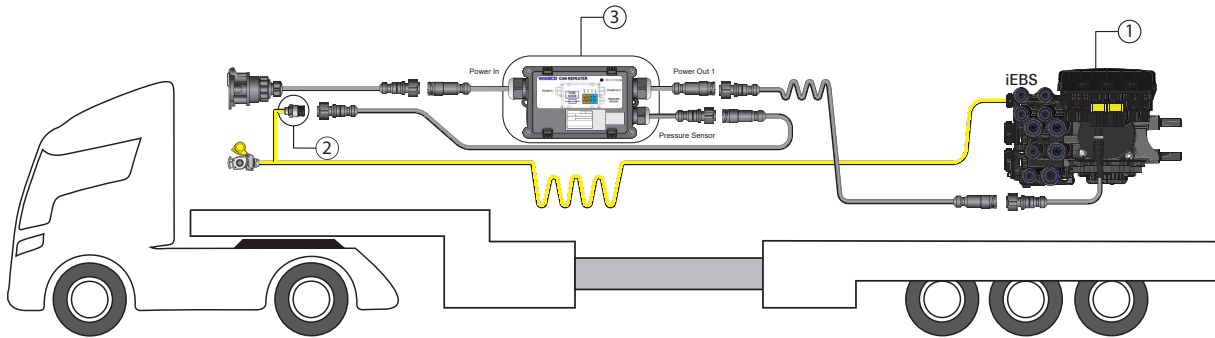 3
1
Power In
WABCO CAN REPEATER
Power Out 1
iEBS
2
Pressure Sensor